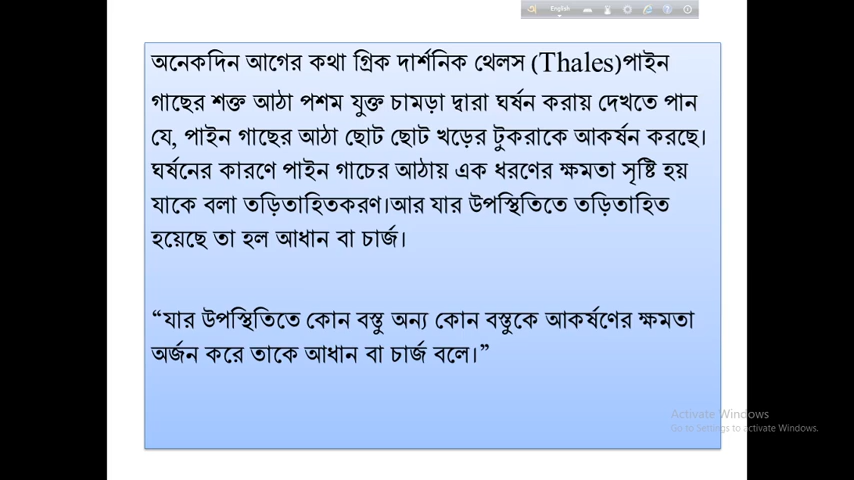 English
অনেকদিন আগের কথা গ্রিক দার্শনিক থেলস (Thales)পাইন
গাছের শক্ত আঠা পশম যুক্ত চামড়া দ্বারা ঘর্ষন করায় দেখতে পান
যে, পাইন গাছের আঠা ছোট ছোট খড়ের টুকরাকে আকর্ষন করছে।
ঘর্ষনের কারণে পাইন গাচের আঠায় এক ধরণের ক্ষমতা সৃষ্টি হয়
যাকে বলা তড়িতাহিতকরণ।আর যার উপস্থিতিতে তড়িতাহিত
হয়েছে তা হল আধান বা চার্জ।
“যার উপস্থিতিতে কোন বস্তু অন্য কোন বস্তুকে আকর্ষণের ক্ষমতা
অর্জন করে তাকে আধান বা চার্জ বলে।”
Activate Windows
Go to Settings to activate Windows.